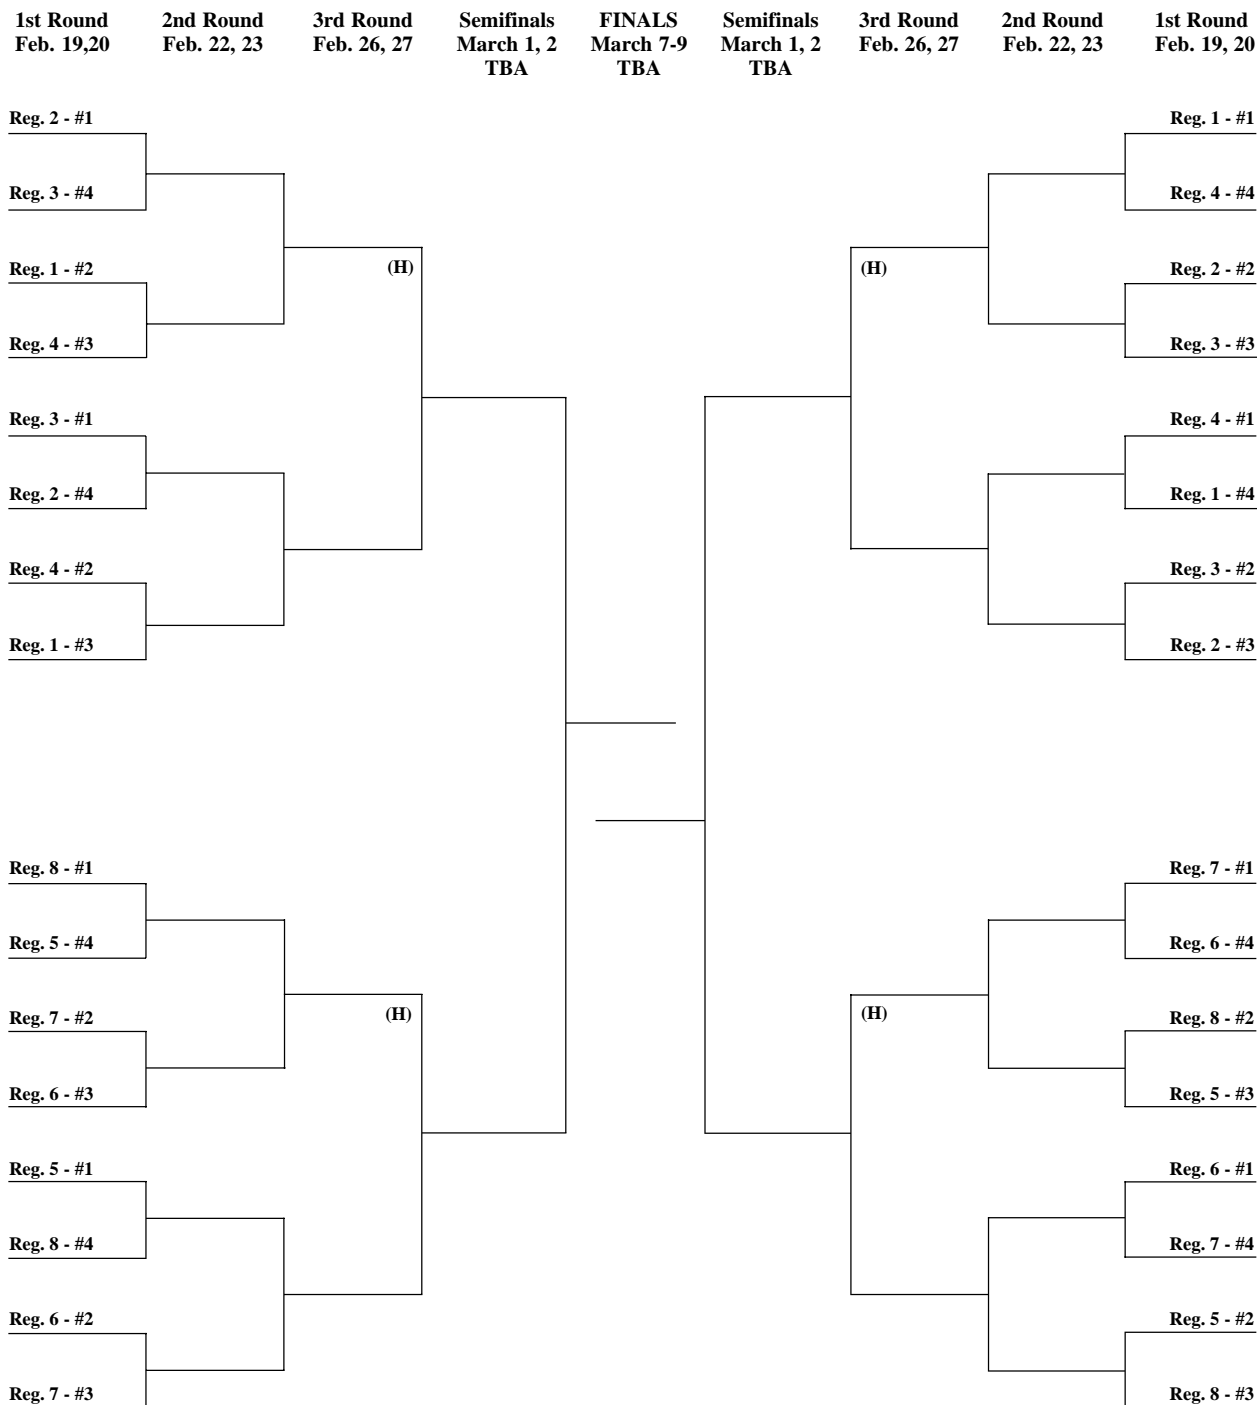 1st Round 2nd Round 3rd Round Semifinals FINALS Semifinals 3rd Round 2nd Round 1st Round
Feb. 19,20 Feb. 22, 23 Feb. 26, 27 March 1, 2 March 7-9 March 1, 2 Feb. 26, 27 Feb. 22, 23 Feb. 19, 20
TBA TBA TBA
Reg. 2 - #1 Reg. 1 - #1
Reg. 3 - #4 Reg. 4 - #4
Reg. 1 - #2 (H) (H) Reg. 2 - #2
Reg. 4 - #3 Reg. 3 - #3
Reg. 3 - #1 Reg. 4 - #1
Reg. 2 - #4 Reg. 1 - #4
Reg. 4 - #2 Reg. 3 - #2
Reg. 1 - #3 Reg. 2 - #3
Reg. 8 - #1 Reg. 7 - #1
Reg. 5 - #4 Reg. 6 - #4
Reg. 7 - #2 (H) (H) Reg. 8 - #2
Reg. 6 - #3 Reg. 5 - #3
Reg. 5 - #1 Reg. 6 - #1
Reg. 8 - #4 Reg. 7 - #4
Reg. 6 - #2 Reg. 5 - #2
Reg. 7 - #3 Reg. 8 - #3